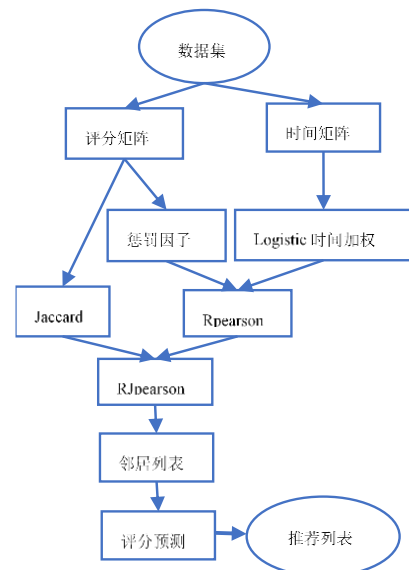 数据集
评分矩阵
时间矩阵
惩罚因子
Logistic 时间加权
Jaccard
Rpearson
RJpearson
邻居列表
评分预测
推荐列表